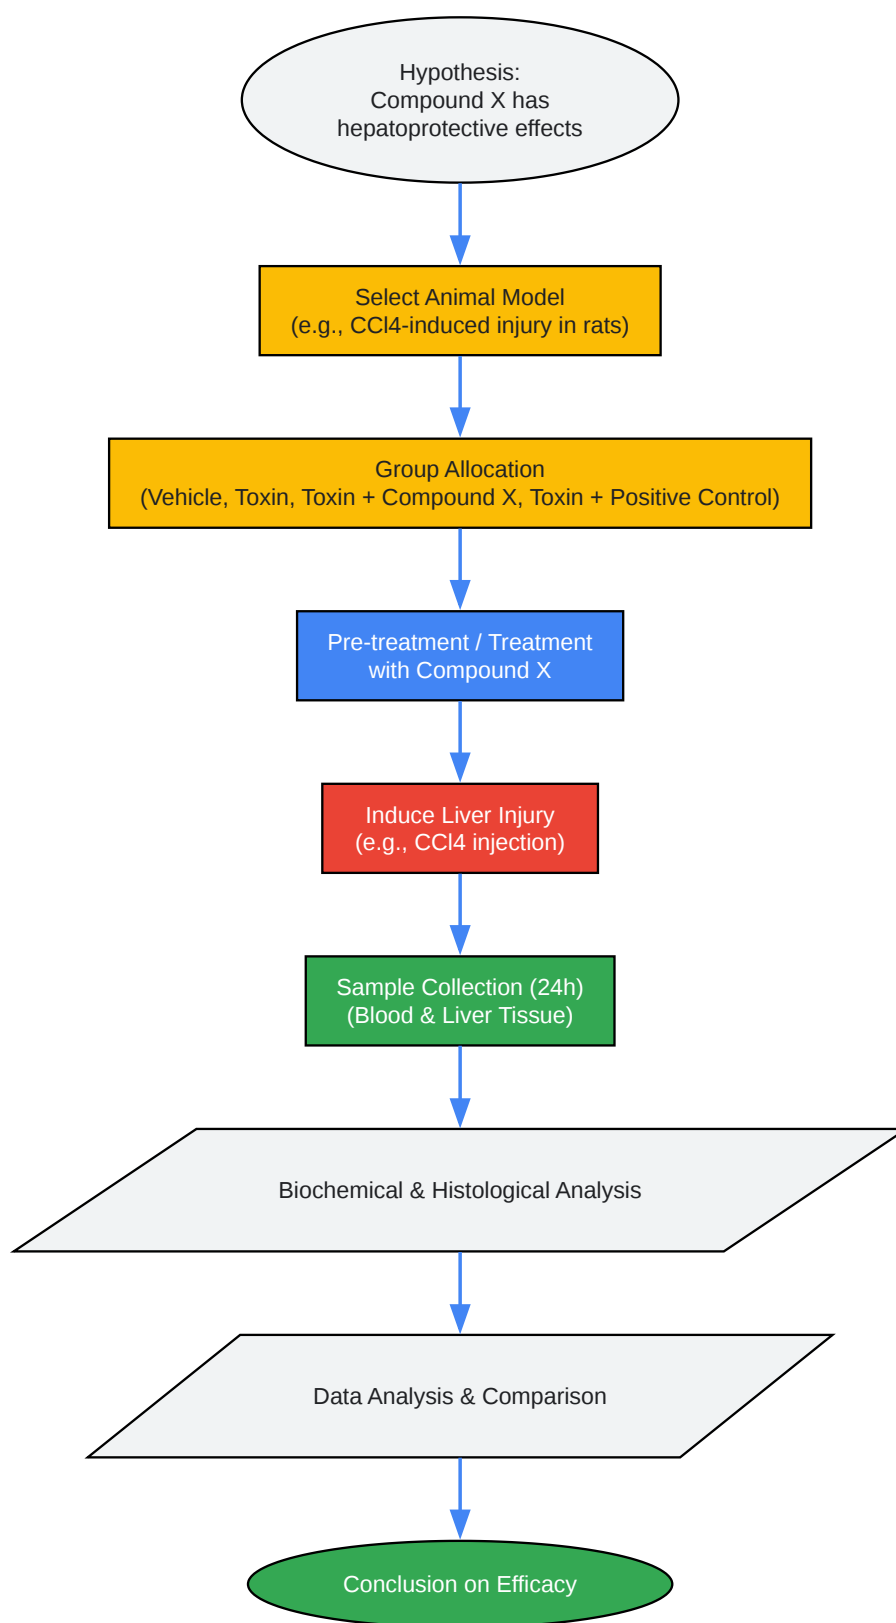 Hypothesis:
Compound X has
hepatoprotective effects
Select Animal Model
(e.g., CCl4-induced injury in rats)
Group Allocation
(Vehicle, Toxin, Toxin + Compound X, Toxin + Positive Control)
Pre-treatment / Treatment
with Compound X
Induce Liver Injury
(e.g., CCl4 injection)
Sample Collection (24h)
(Blood & Liver Tissue)
Biochemical & Histological Analysis
Data Analysis & Comparison
Conclusion on Efficacy